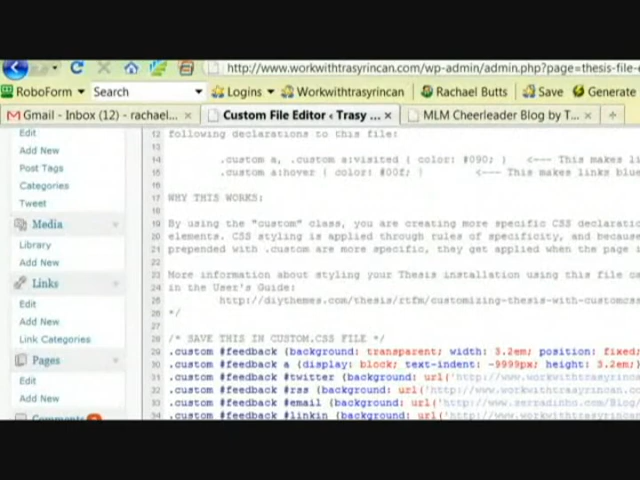 http://www.workwithtrasyrincan.com/wp-admin/admin.php?page=thesis-file-e
RoboForm Search Logins Workwithtrasyrincan Rachael Butts Save Generate
Gmail - Inbox (12) - rachael... Custom File Editor ‹ Trasy ... MLM Cheerleader Blog by T...
Edit
Add New
Post Tags
Categories
Tweet
Media
Library
Add New
Links
Edit
Add New
Link Categories
Pages
Edit
Add New
Comments
following declarations to this file:
13
14 .custom a, .custom a:visited { color: #090; } <--- This makes l
15 .custom a:hover { color: #00f; } <--- This makes links blue
16
17 WHY THIS WORKS:
18
19 By using the "custom" class, you are creating more specific CSS declaratio
20 elements. CSS styling is applied through rules of specificity, and because
21 prepended with .custom are more specific, they get applied when the page i
22
23 More information about styling your Thesis installation using this file ca
24 in the User's Guide:
25 http://diythemes.com/thesis/rtfm/customizing-thesis-with-customcss
26 */
27
28 /* SAVE THIS IN CUSTOM.CSS FILE */
29 .custom #feedback {background: transparent; width: 3.2em; position: fixed;
30 .custom #feedback a {display: block; text-indent: -9999px; height: 3.2em;}
31 .custom #feedback #twitter {background: url('http://www.workwithtrasyrinca
32 .custom #feedback #rss {background: url('http://www.workwithtrasyrincan.co
33 .custom #feedback #email {background: url('http://www.serradinho.com/Blog/
34 .custom #feedback #linkin {background: url('http://www.workwithtrasyrincan